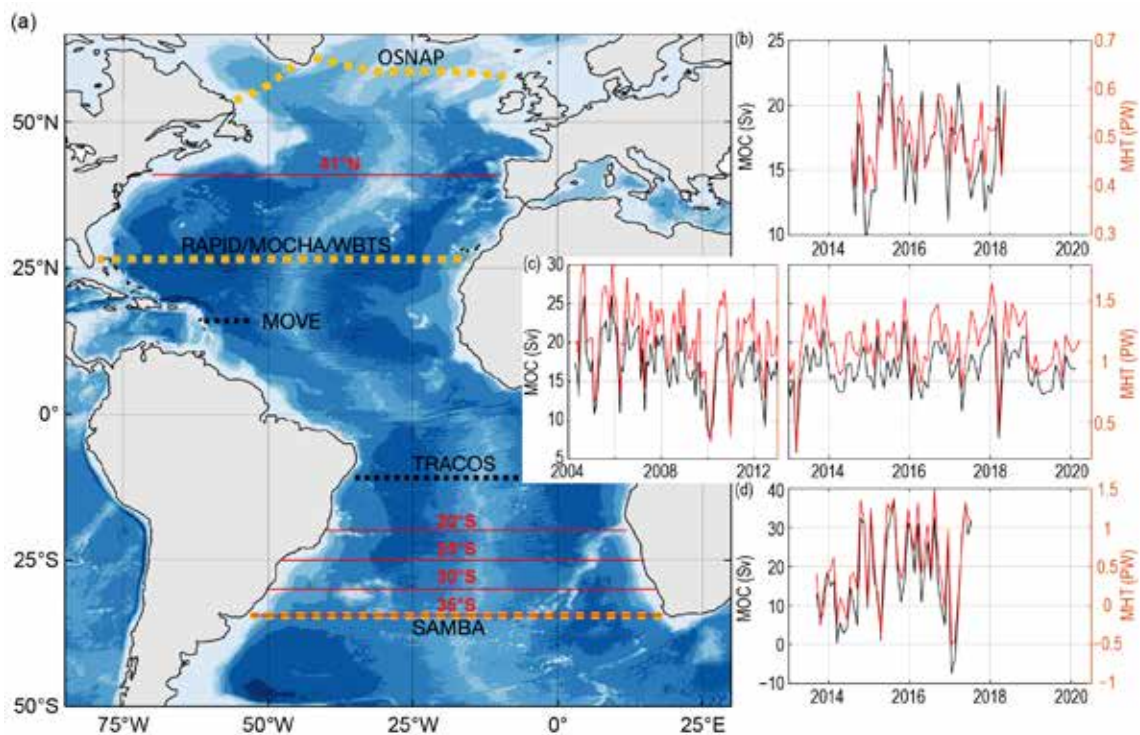 (a)
OSNAP
50°N
41°N
RAPID/MOCHA/WBTS
25°N
MOVE
0°
TRACOS
20°S
25°S
25°S
30°S
35°S
SAMBA
50°S
75°W
50°W
25°W
0°
25°E
(b)
25
20
15
10
MOC (Sv)
0.7
0.6
0.5
0.4
0.3
MHT (PW)
2014
2016
2018
2020
(c)
30
25
20
15
10
5
MOC (Sv)
2004
2008
2012
MOC (Sv)
1.5
1
0.5
MHT (PW)
2014
2016
2018
2020
(d)
40
30
20
10
0
−10
MOC (Sv)
1.5
1
0.5
0
−0.5
−1
MHT (PW)
2014
2016
2018
2020